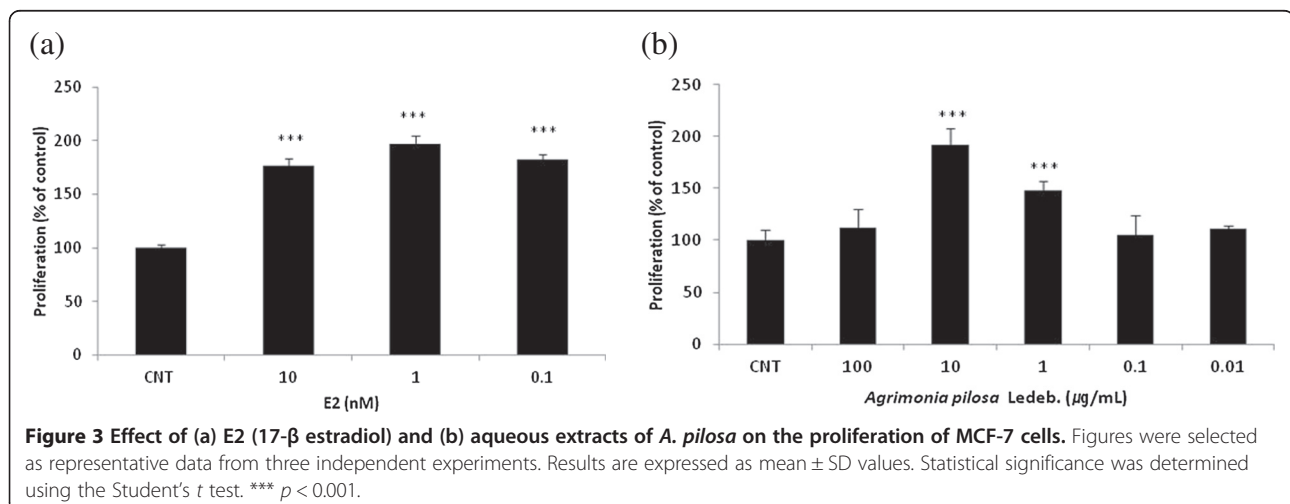 (a)
250
200
150
100
50
0
Proliferation (% of control)
***
***
***
CNT 10 1 0.1
E2 (nM)
(b)
250
200
150
100
50
0
Proliferation (% of control)
***
***
CNT 100 10 1 0.1 0.01
Agrimonia pilosa Ledeb. (µg/mL)
Figure 3 Effect of (a) E2 (17-β estradiol) and (b) aqueous extracts of A. pilosa on the proliferation of MCF-7 cells. Figures were selected
as representative data from three independent experiments. Results are expressed as mean ± SD values. Statistical significance was determined
using the Student's t test. *** p < 0.001.